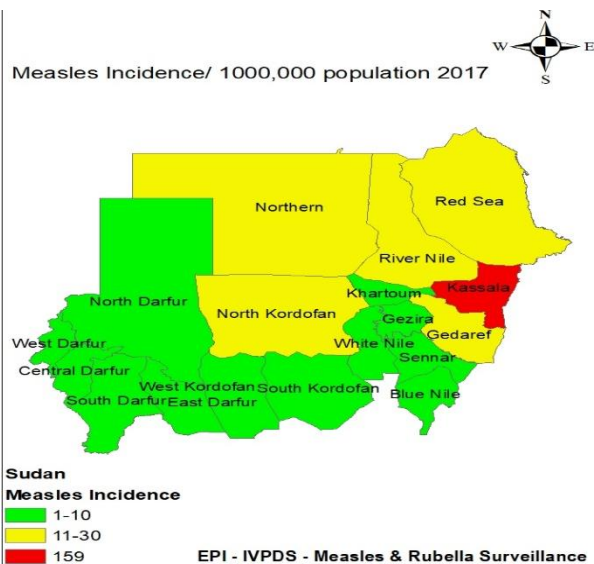 N
W E
S
Measles Incidence/ 1000,000 population 2017
Northern
Red Sea
River Nile
Khartoum
Kassala
North Darfur
North Kordofan
Gezira
Gedaref
West Darfur
White Nile
Sennar
Central Darfur
West Kordofan
South Kordofan
South Darfur
East Darfur
Blue Nile
Sudan
Measles Incidence
1-10
11-30
159
EPI - IVPDS - Measles & Rubella Surveillance